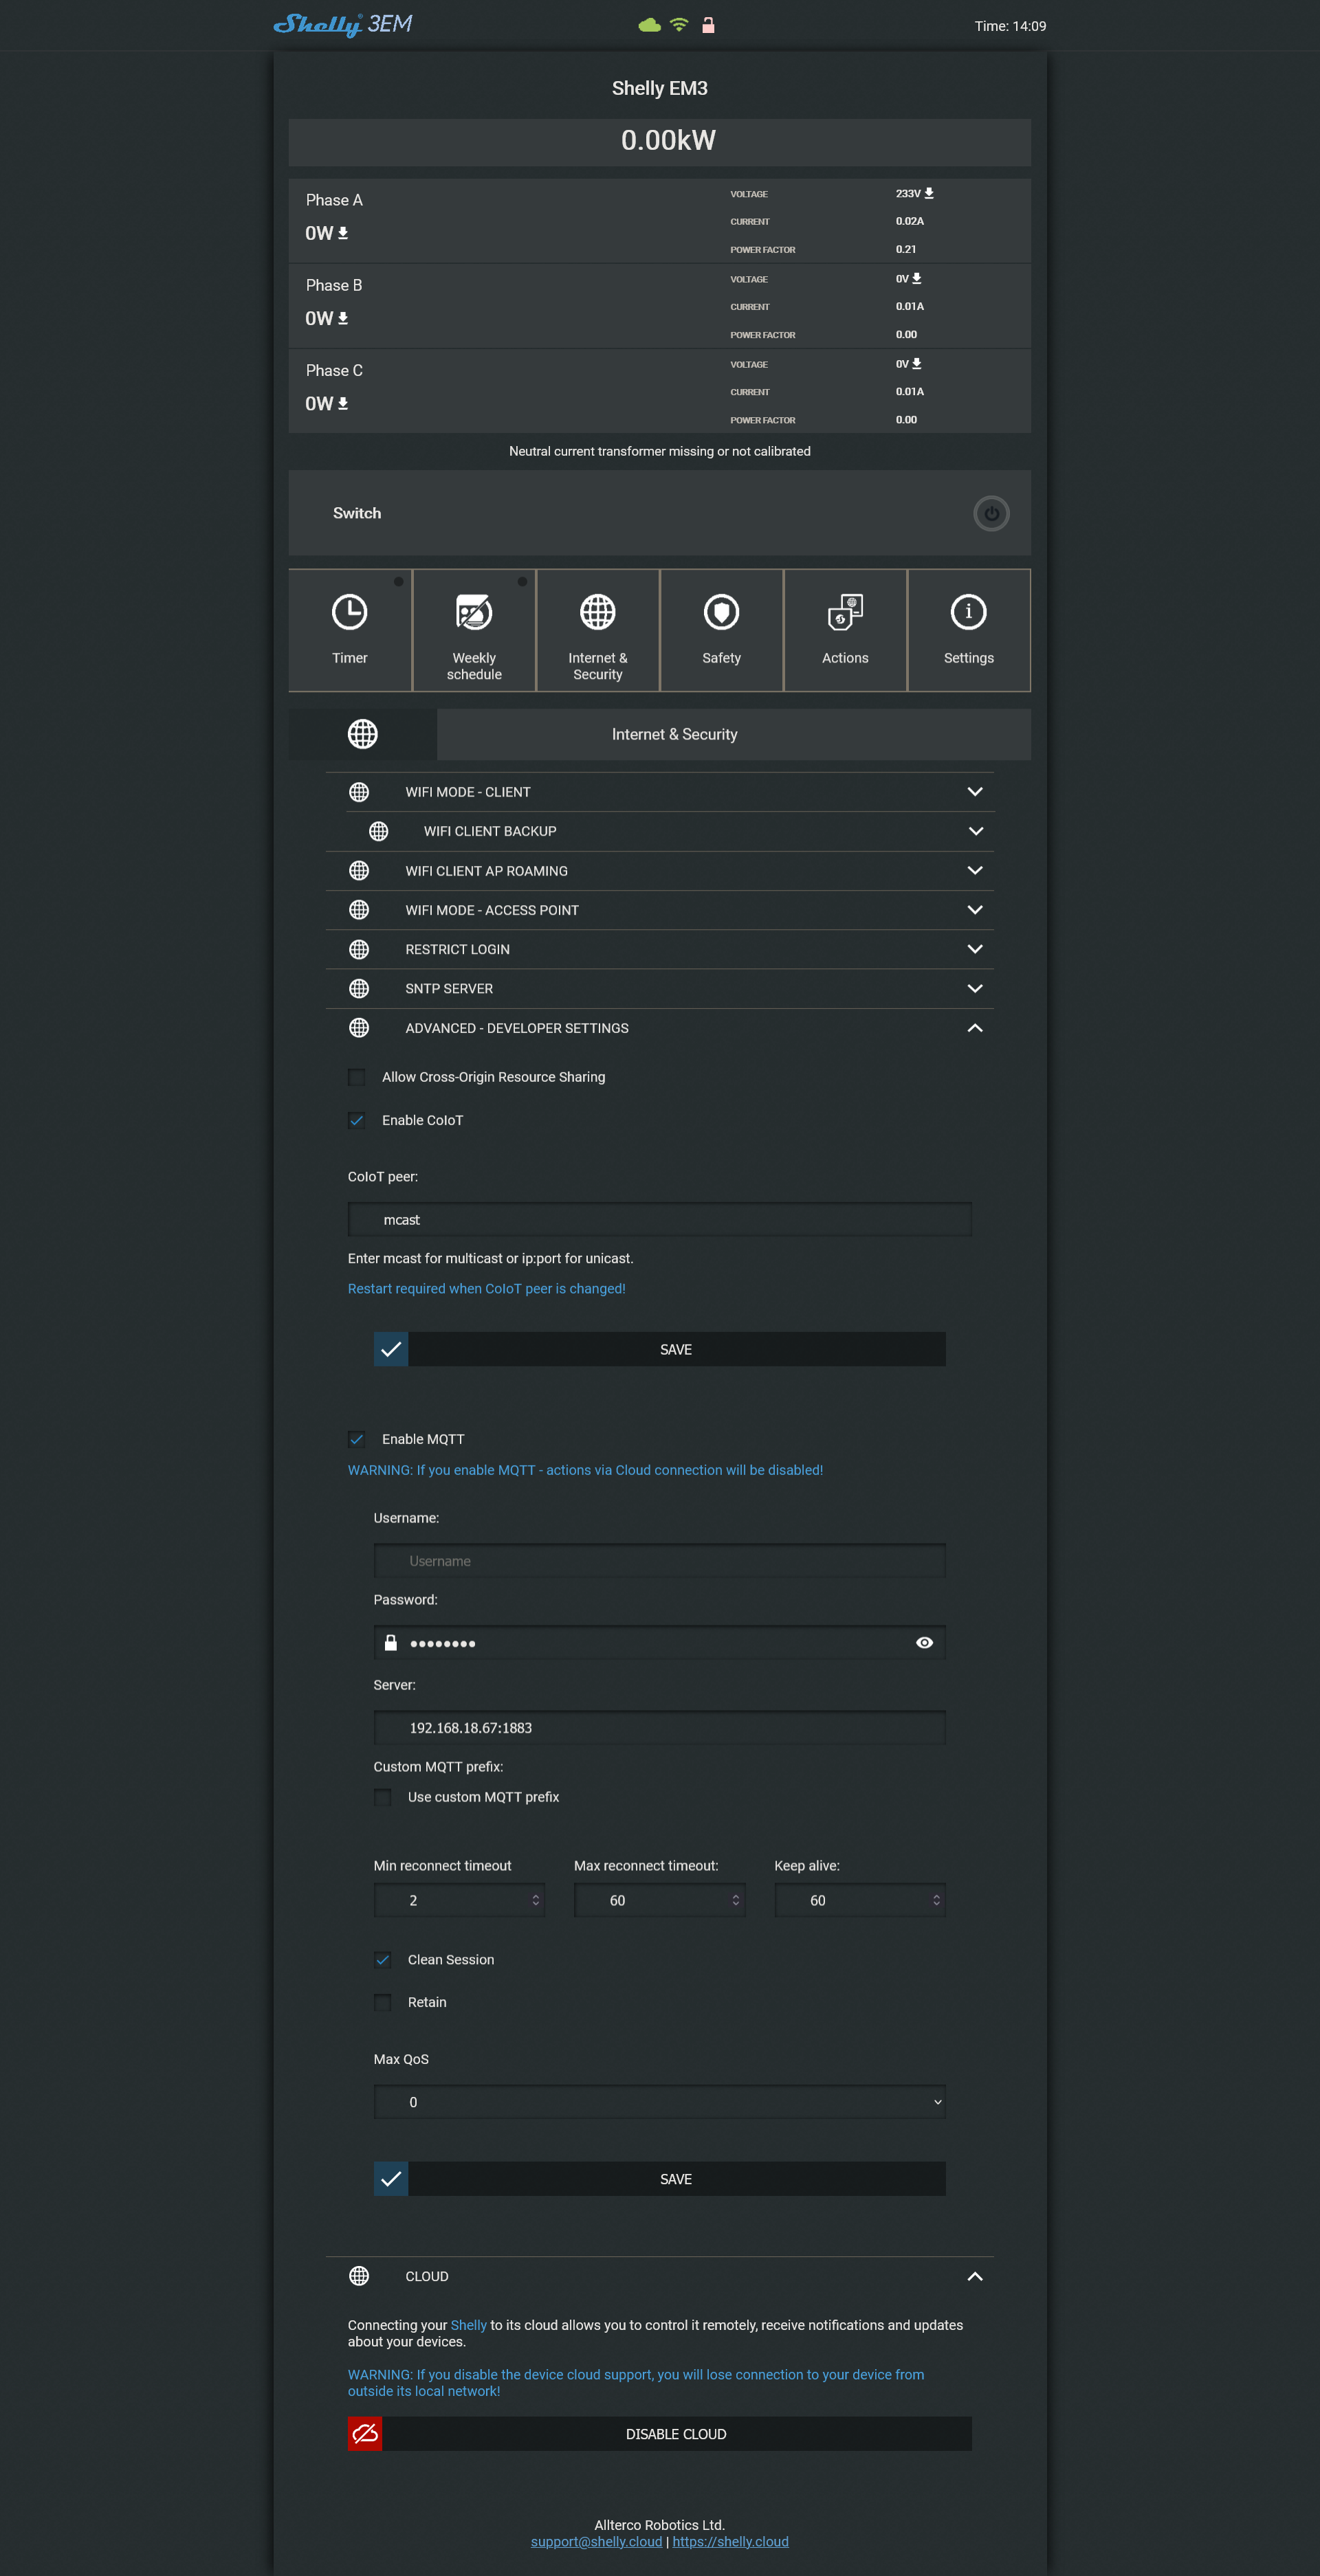 Shelly 3EM
Time: 14:09
Shelly EM3
0.00kW
Phase A
0W
VOLTAGE 233V
CURRENT 0.02A
POWER FACTOR 0.21
Phase B
0W
VOLTAGE 0V
CURRENT 0.01A
POWER FACTOR 0.00
Phase C
0W
VOLTAGE 0V
CURRENT 0.01A
POWER FACTOR 0.00
Neutral current transformer missing or not calibrated
Switch
Timer
Weekly
schedule
Internet &
Security
Safety
Actions
Settings
Internet & Security
WIFI MODE - CLIENT
WIFI CLIENT BACKUP
WIFI CLIENT AP ROAMING
WIFI MODE - ACCESS POINT
RESTRICT LOGIN
SNTP SERVER
ADVANCED - DEVELOPER SETTINGS
Allow Cross-Origin Resource Sharing
Enable CoIoT
CoIoT peer:
mcast
Enter mcast for multicast or ip:port for unicast.
Restart required when CoIoT peer is changed!
SAVE
Enable MQTT
WARNING: If you enable MQTT - actions via Cloud connection will be disabled!
Username:
Username
Password:
••••••••
Server:
192.168.18.67:1883
Custom MQTT prefix:
Use custom MQTT prefix
Min reconnect timeout Max reconnect timeout: Keep alive:
2 60 60
Clean Session
Retain
Max QoS
0
SAVE
CLOUD
Connecting your Shelly to its cloud allows you to control it remotely, receive notifications and updates
about your devices.
WARNING: If you disable the device cloud support, you will lose connection to your device from
outside its local network!
DISABLE CLOUD
Allterco Robotics Ltd.
support@shelly.cloud | https://shelly.cloud